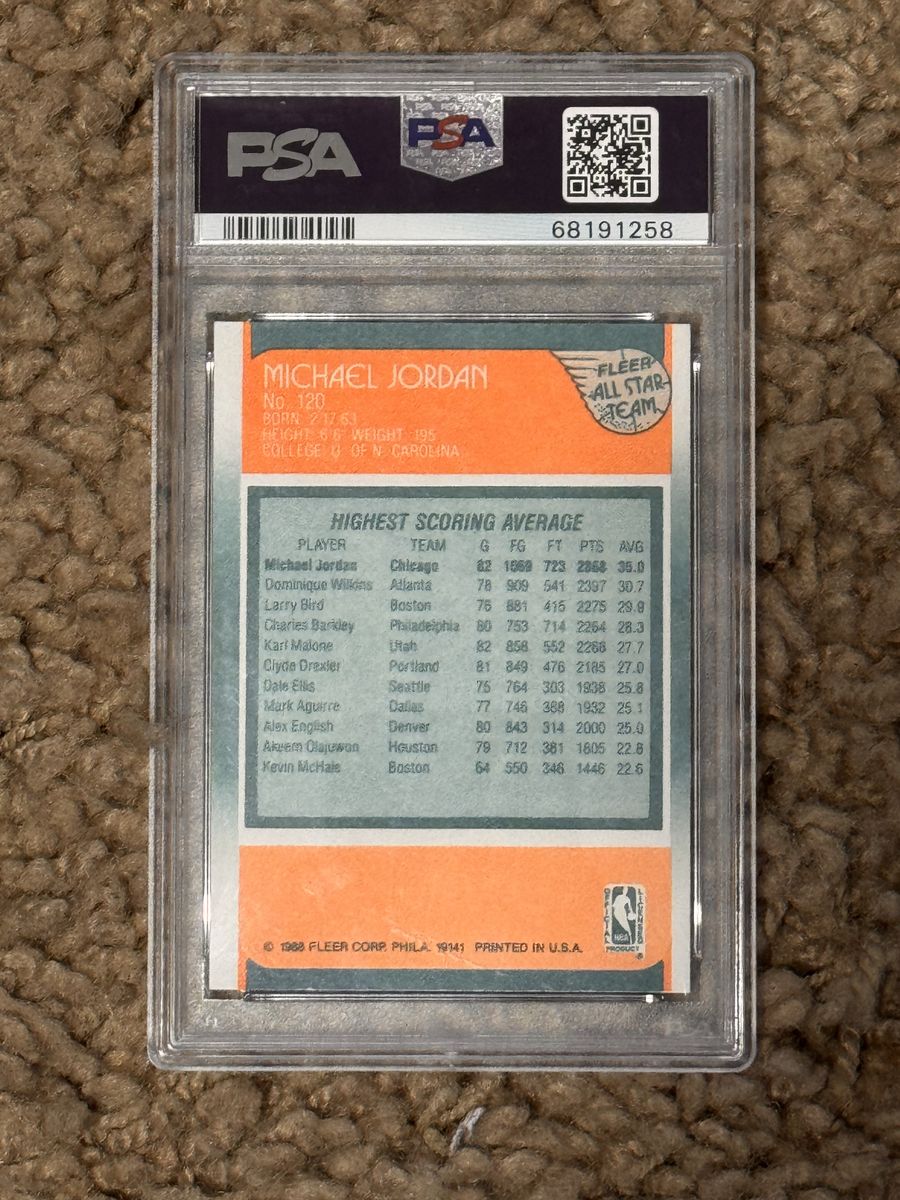 PSA PSA
68191258
MICHAEL JORDAN
No. 120
BORN: 2·17·63
HEIGHT: 6'6" WEIGHT: 195
COLLEGE: U. OF N. CAROLINA
FLEER
ALL STAR
TEAM
HIGHEST SCORING AVERAGE
PLAYER TEAM G FG FT PTS AVG
Michael Jordan Chicago 82 1069 723 2868 35.0
Dominique Wilkins Atlanta 78 909 541 2397 30.7
Larry Bird Boston 76 881 415 2275 29.9
Charles Barkley Philadelphia 80 753 714 2264 28.3
Karl Malone Utah 82 858 552 2268 27.7
Clyde Drexler Portland 81 849 476 2185 27.0
Dale Ellis Seattle 75 764 303 1938 25.8
Mark Aguirre Dallas 77 746 388 1932 25.1
Alex English Denver 80 843 314 2000 25.0
Akeem Olajuwon Houston 79 712 381 1805 22.8
Kevin McHale Boston 64 550 346 1446 22.6
OFFICIAL
LICENSED
NBA
PRODUCT
®
© 1988 FLEER CORP. PHILA. 19141 PRINTED IN U.S.A.